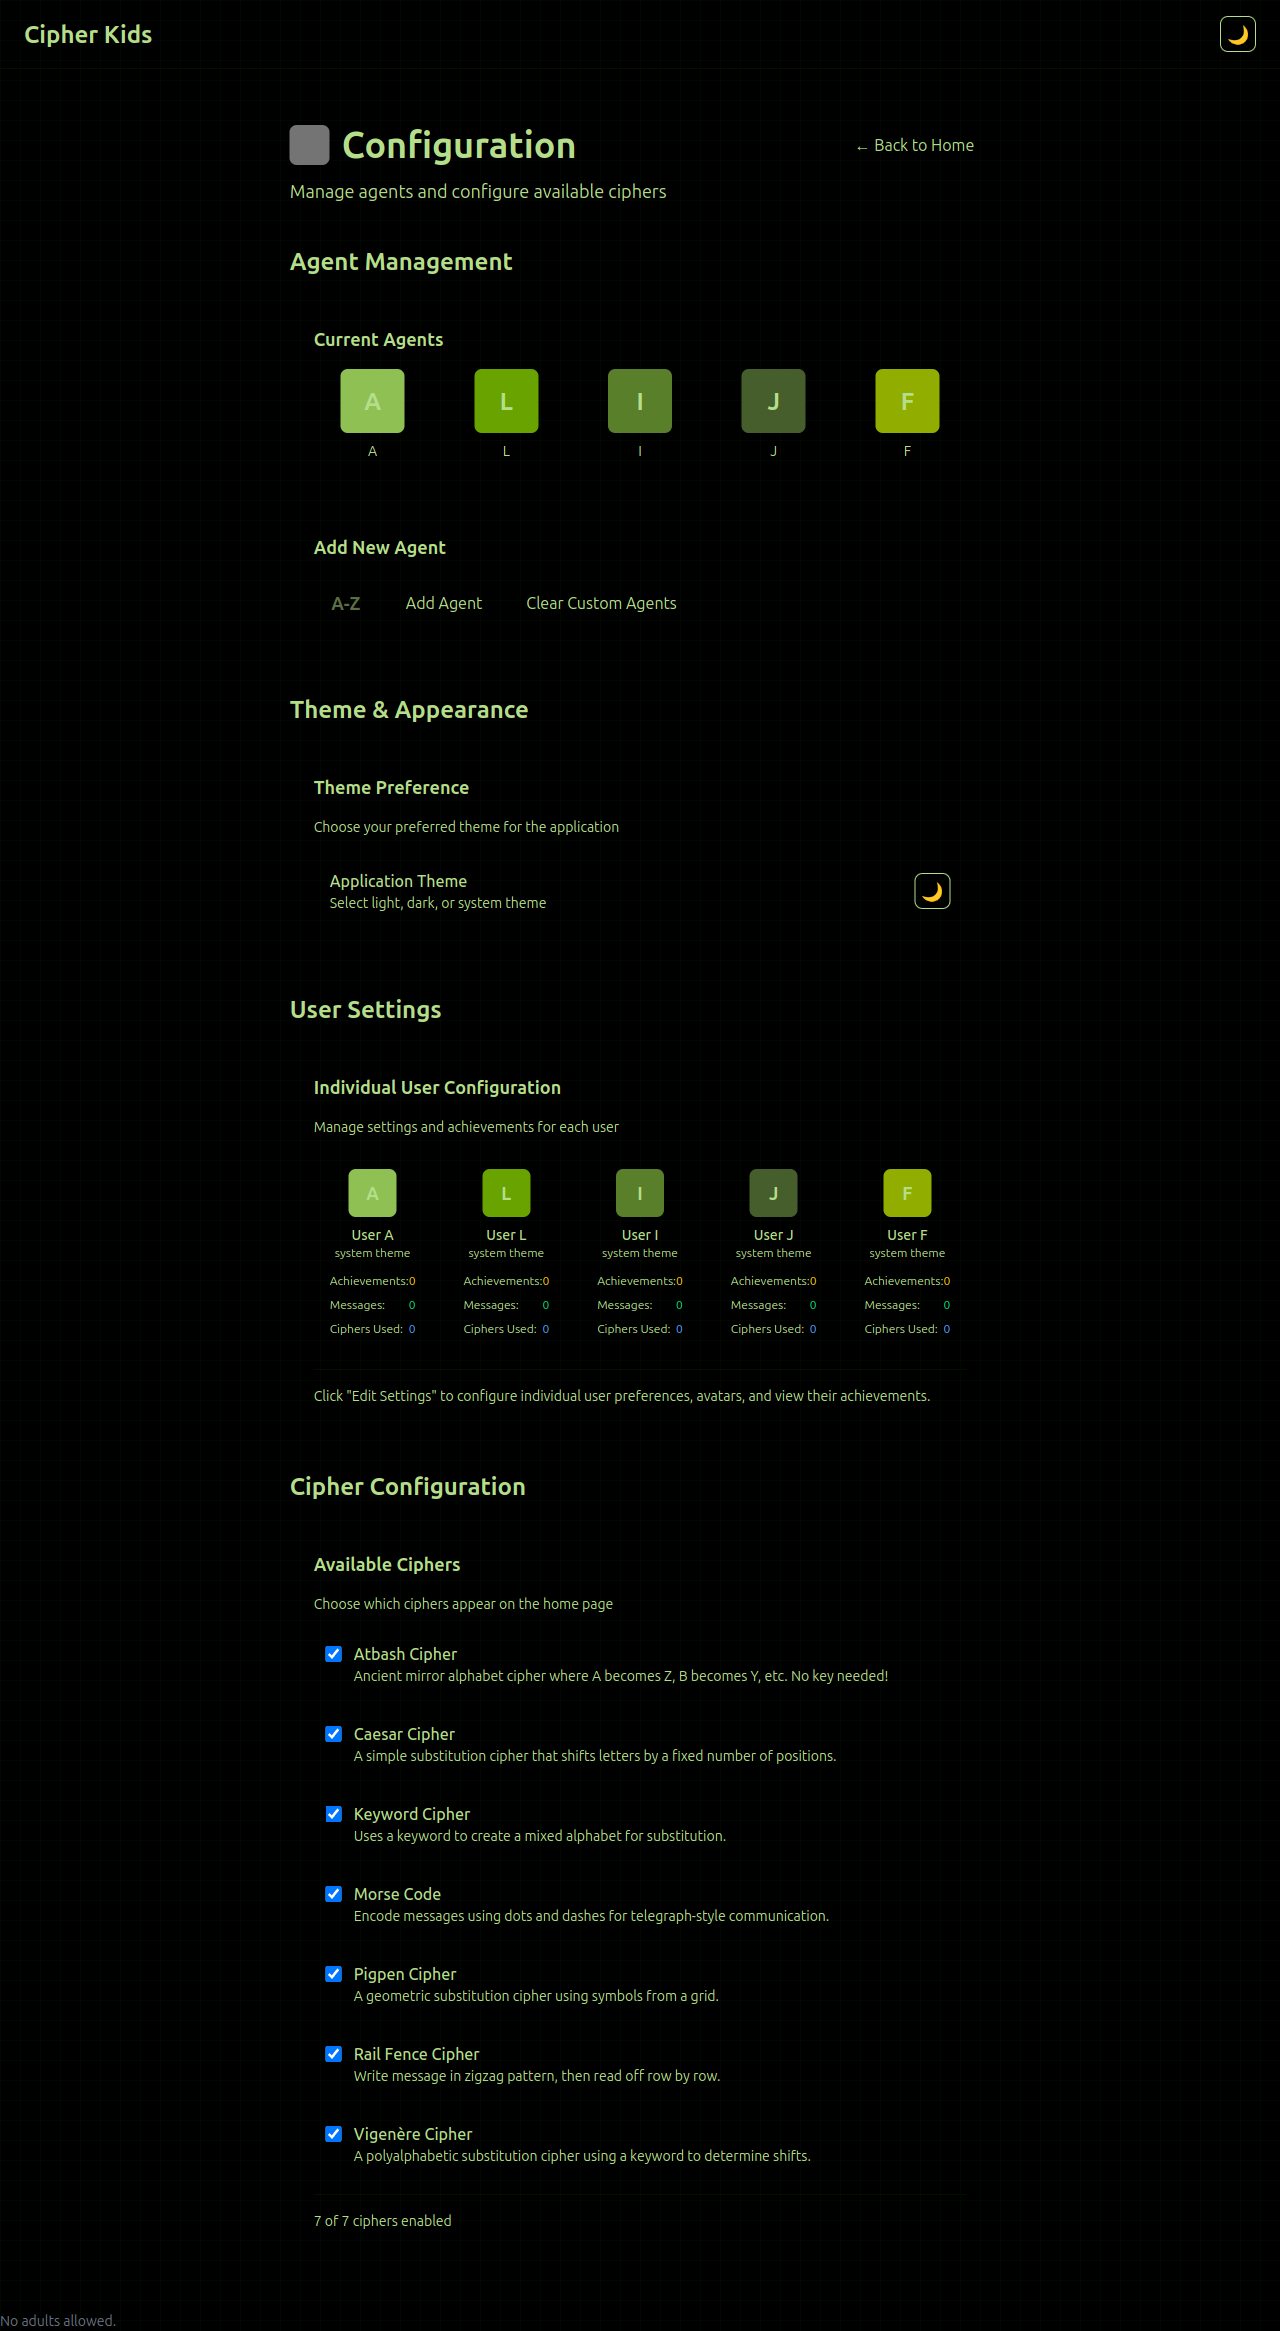 Cipher Kids
Configuration
← Back to Home
Manage agents and configure available ciphers
Agent Management
Current Agents
A L I J F
A L I J F
Add New Agent
A-Z Add Agent Clear Custom Agents
Theme & Appearance
Theme Preference
Choose your preferred theme for the application
Application Theme
Select light, dark, or system theme
User Settings
Individual User Configuration
Manage settings and achievements for each user
A L I J F
User A User L User I User J User F
system theme system theme system theme system theme system theme
Achievements:0 Achievements:0 Achievements:0 Achievements:0 Achievements:0
Messages: 0 Messages: 0 Messages: 0 Messages: 0 Messages: 0
Ciphers Used: 0 Ciphers Used: 0 Ciphers Used: 0 Ciphers Used: 0 Ciphers Used: 0
Click "Edit Settings" to configure individual user preferences, avatars, and view their achievements.
Cipher Configuration
Available Ciphers
Choose which ciphers appear on the home page
Atbash Cipher
Ancient mirror alphabet cipher where A becomes Z, B becomes Y, etc. No key needed!
Caesar Cipher
A simple substitution cipher that shifts letters by a fixed number of positions.
Keyword Cipher
Uses a keyword to create a mixed alphabet for substitution.
Morse Code
Encode messages using dots and dashes for telegraph-style communication.
Pigpen Cipher
A geometric substitution cipher using symbols from a grid.
Rail Fence Cipher
Write message in zigzag pattern, then read off row by row.
Vigenère Cipher
A polyalphabetic substitution cipher using a keyword to determine shifts.
7 of 7 ciphers enabled
No adults allowed.